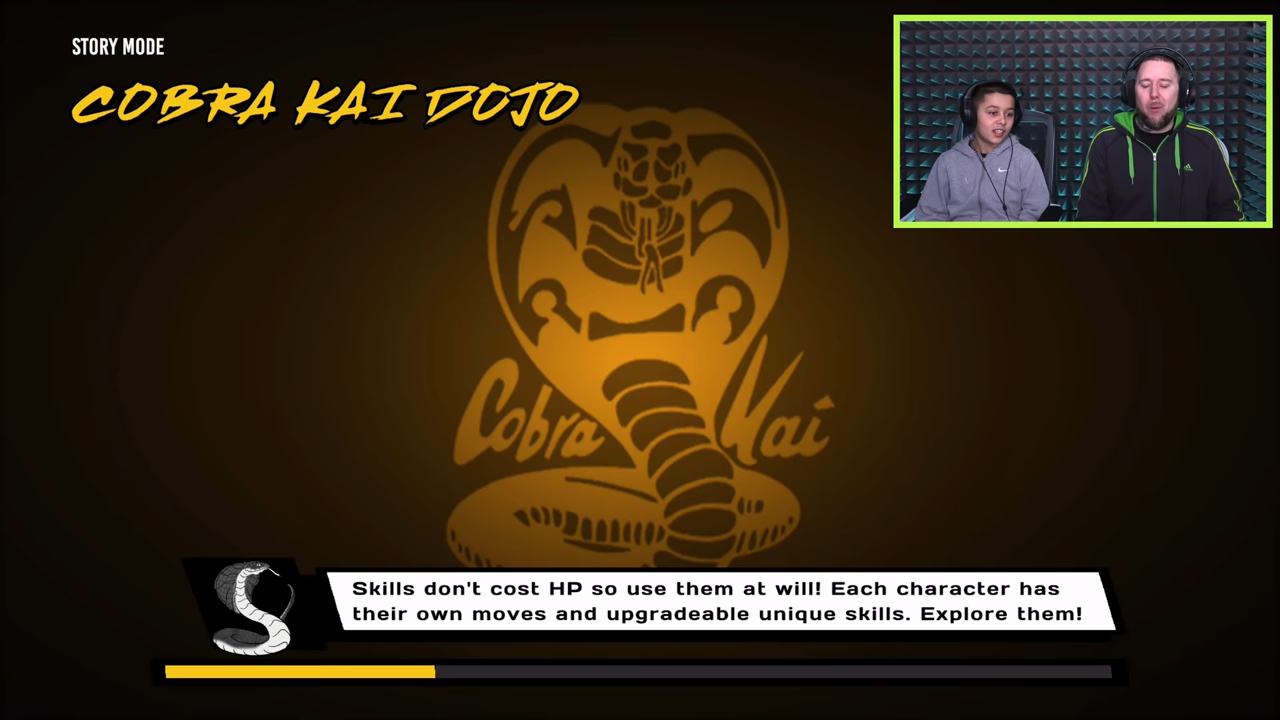 STORY MODE
COBRA KAI DOJO
Cobra Kai
Skills don't cost HP so use them at will! Each character has
their own moves and upgradeable unique skills. Explore them!